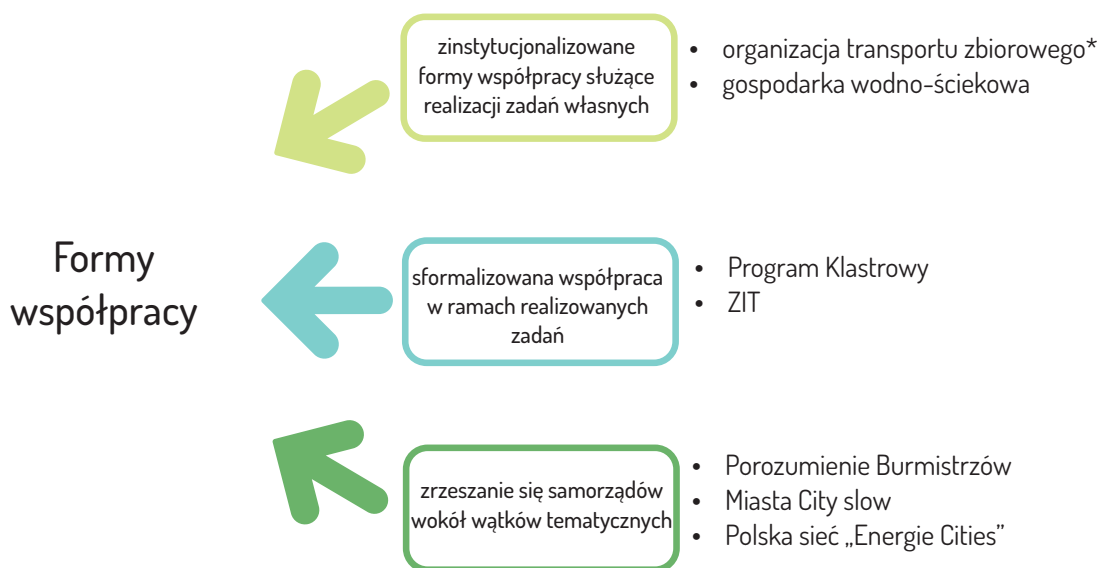 zinstytucjonalizowane
formy współpracy służące
realizacji zadań własnych
• organizacja transportu zbiorowego*
• gospodarka wodno-ściekowa
Formy
współpracy
sformalizowana współpraca
w ramach realizowanych
zadań
• Program Klastrowy
• ZIT
zrzeszanie się samorządów
wokół wątków tematycznych
• Porozumienie Burmistrzów
• Miasta City slow
• Polska sieć „Energie Cities”